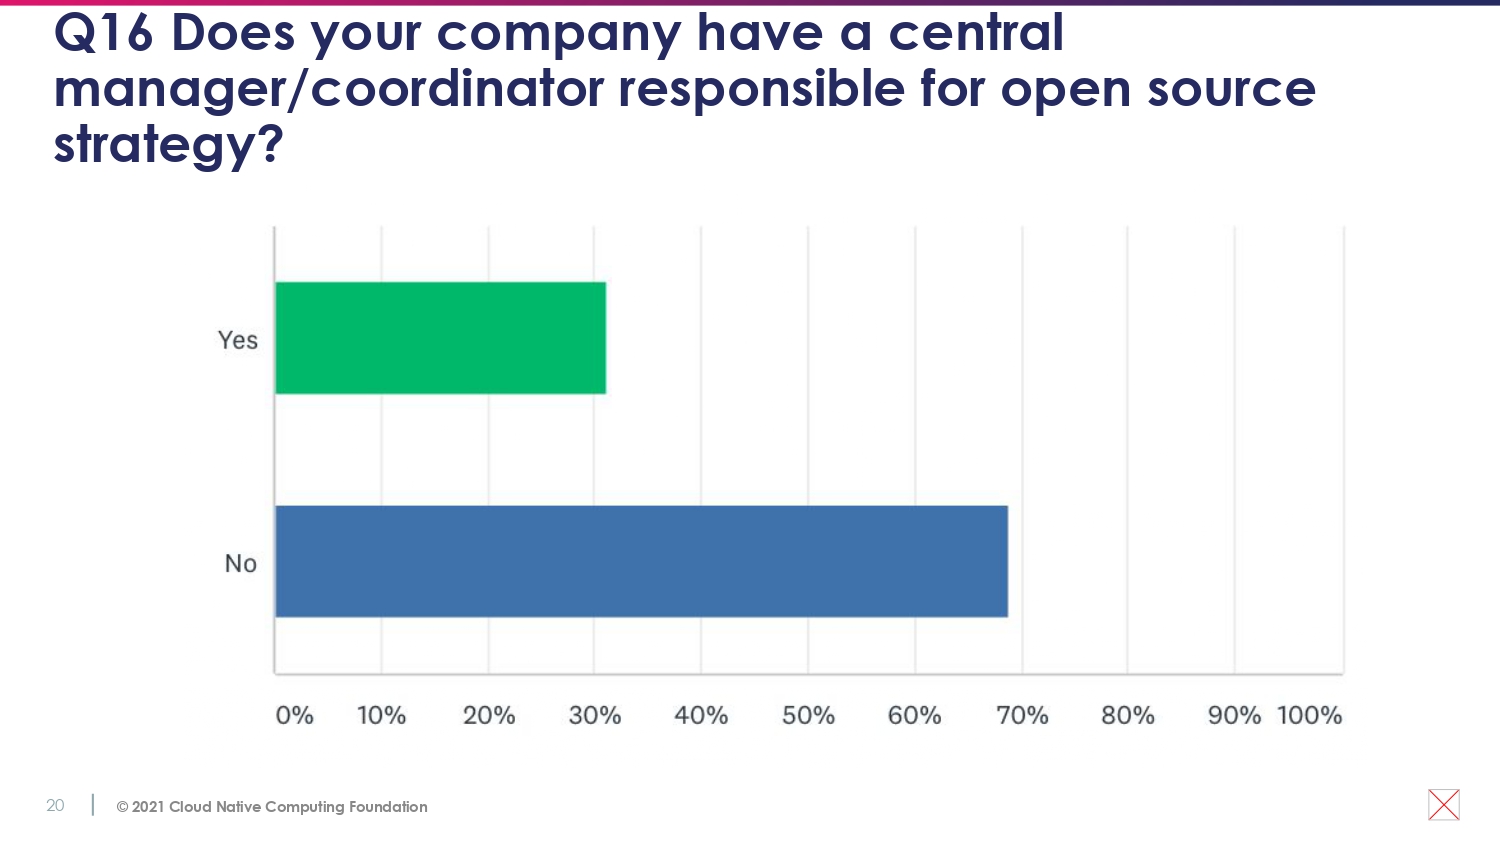 Q16 Does your company have a central
manager/coordinator responsible for open source
strategy?
Yes
No
0% 10% 20% 30% 40% 50% 60% 70% 80% 90% 100%
20
© 2021 Cloud Native Computing Foundation